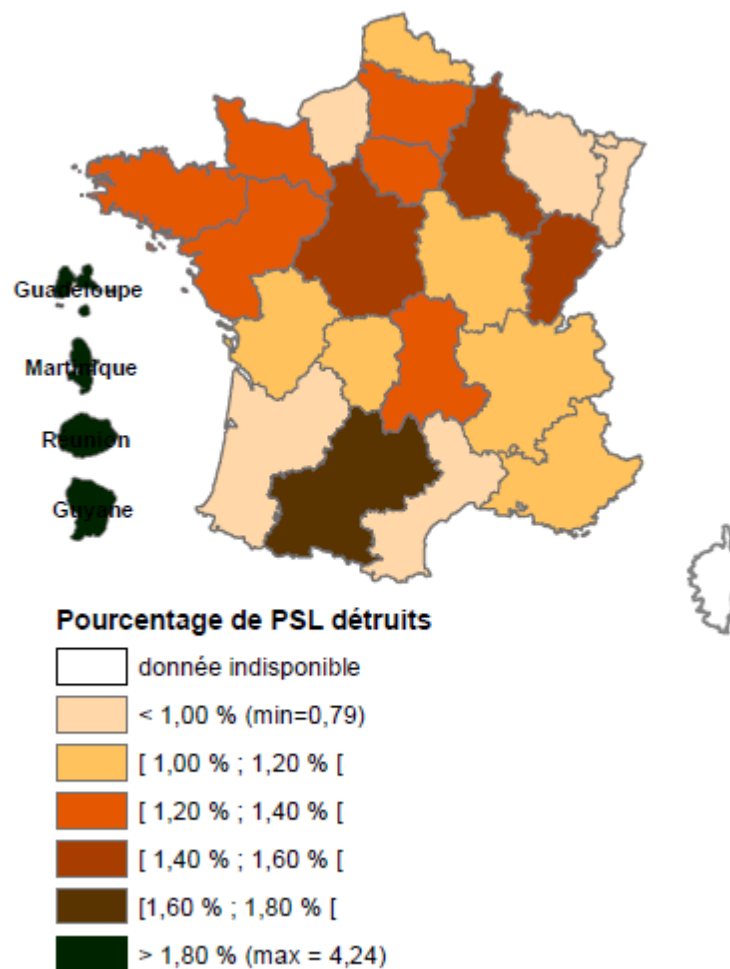 Guadeloupe
Martinique
Réunion
Guyane
Pourcentage de PSL détruits
donnée indisponible
< 1,00 % (min=0,79)
[ 1,00 % ; 1,20 % [
[ 1,20 % ; 1,40 % [
[ 1,40 % ; 1,60 % [
[1,60 % ; 1,80 % [
> 1,80 % (max = 4,24)